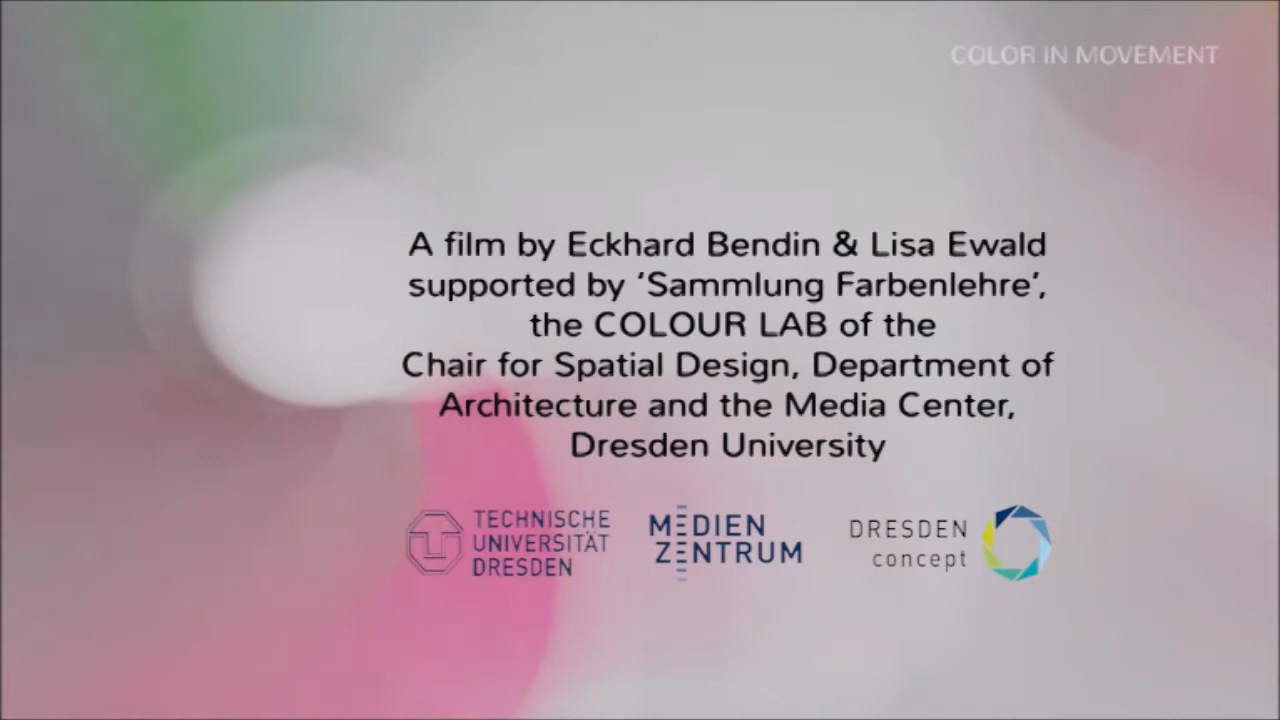 COLOR IN MOVEMENT
A film by Eckhard Bendin & Lisa Ewald
supported by ‘Sammlung Farbenlehre’,
the COLOUR LAB of the
Chair for Spatial Design, Department of
Architecture and the Media Center,
Dresden University
TECHNISCHE
UNIVERSITÄT
DRESDEN
MEDIEN
ZENTRUM
DRESDEN
concept